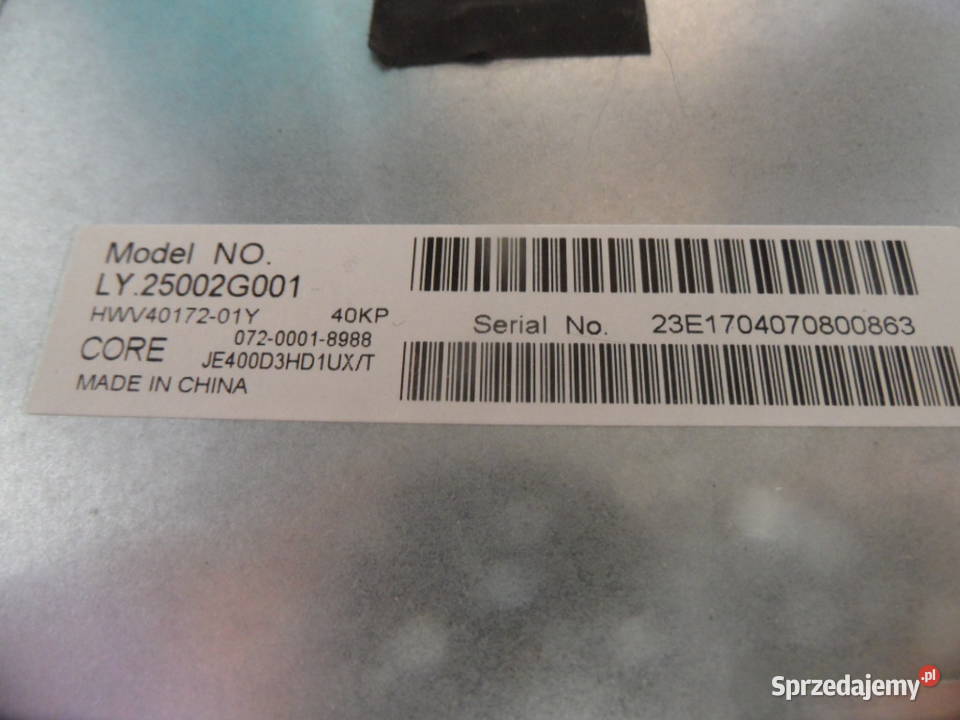 Model NO.
LY.25002G001
HWV40172-01Y 40KP
072-0001-8988
CORE JE400D3HD1UX/T
MADE IN CHINA
Serial No. 23E1704070800863
Sprzedajemy.pl